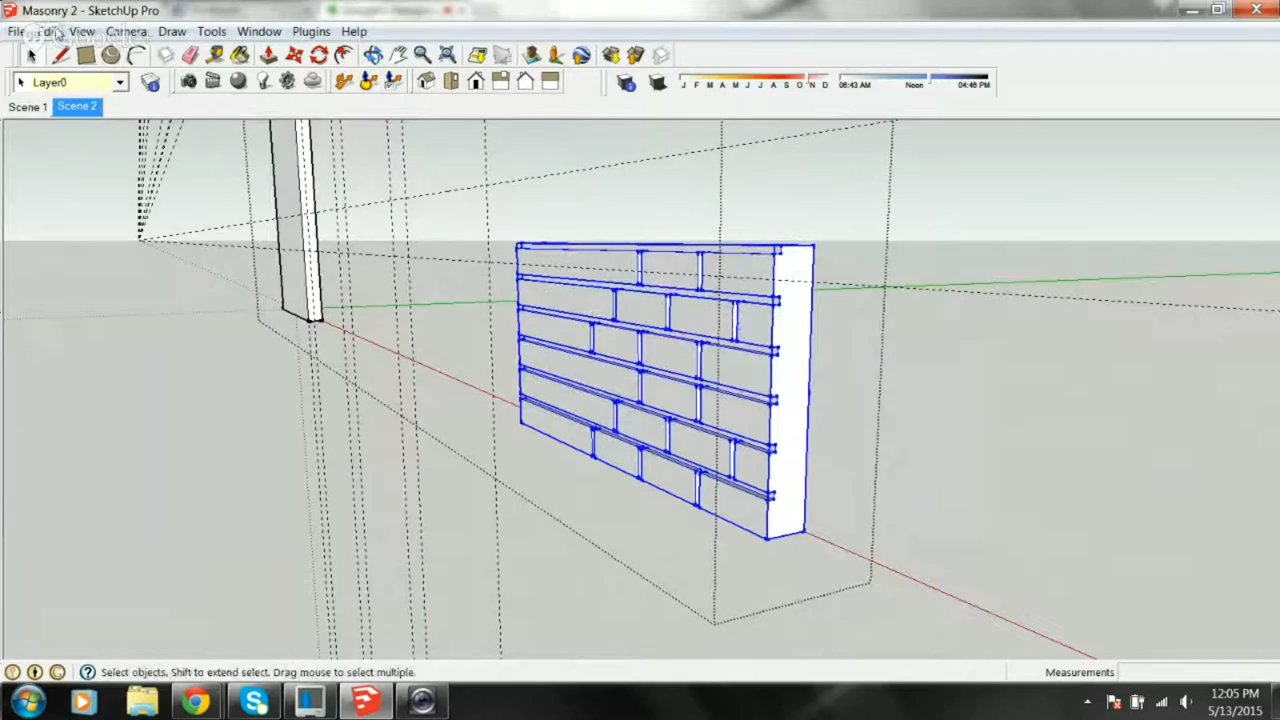 Masonry 2 - SketchUp Pro
File Edit View Camera Draw Tools Window Plugins Help
Layer0
J F M A M J J A S O N D 06:43 AM Noon 04:46 PM
Scene 1 Scene 2
Select objects. Shift to extend select. Drag mouse to select multiple. Measurements
12:05 PM
5/13/2015